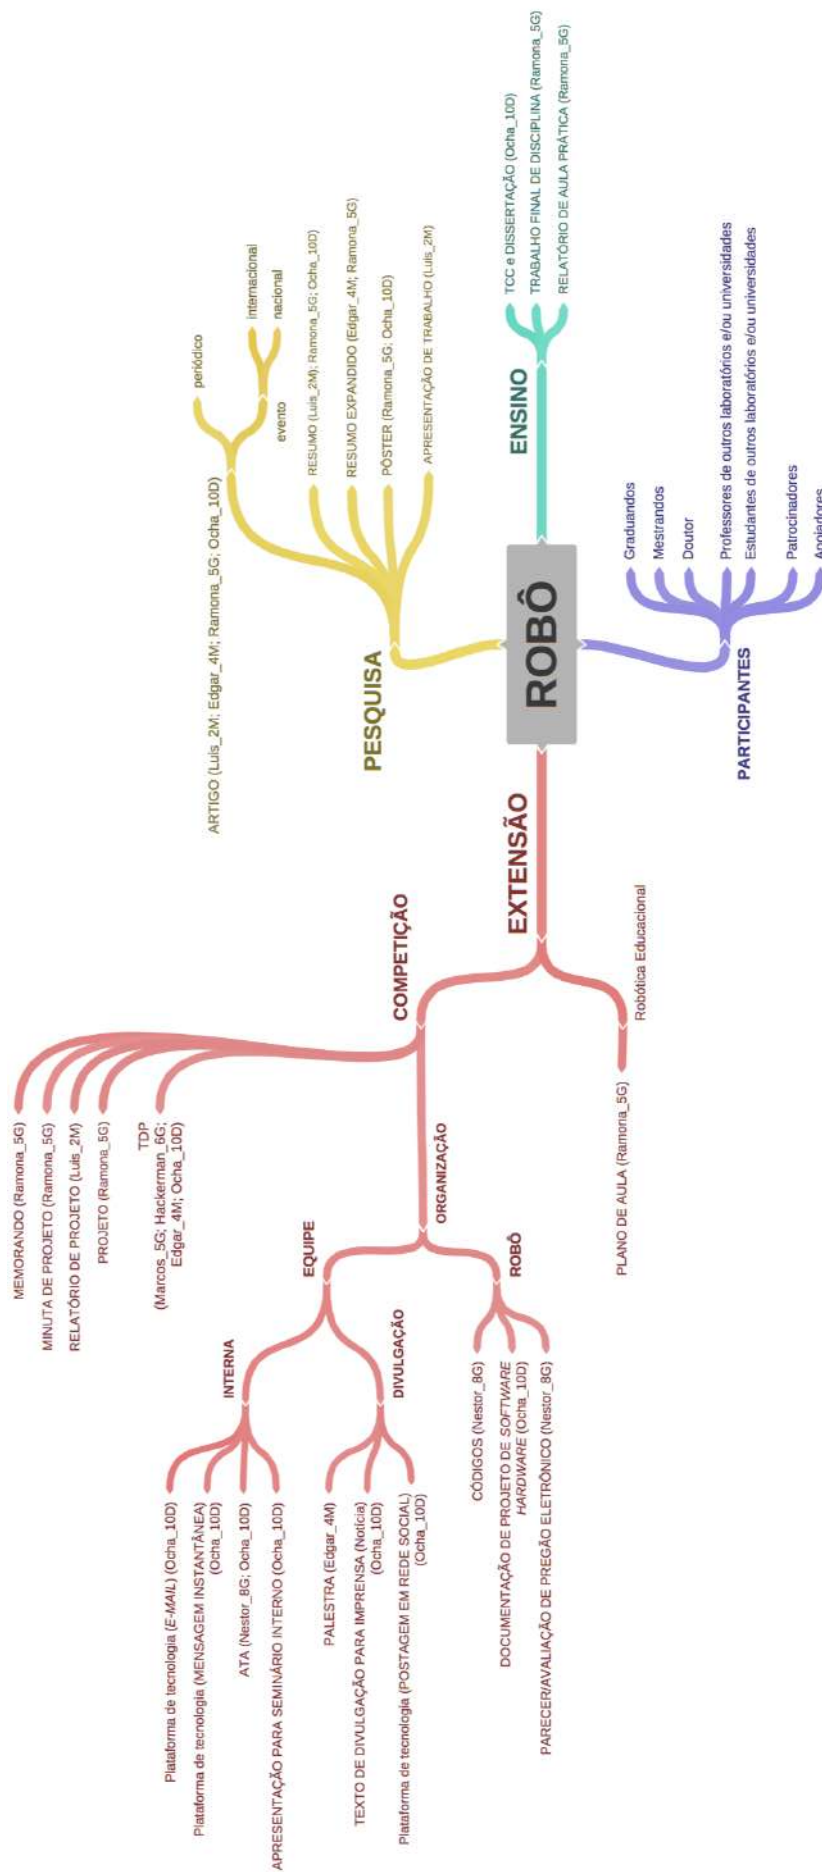 ROBÔ
PESQUISA
ARTIGO (Luis_2M; Edgar_4M; Ramona_5G; Ocha_10D)
periódico
evento
internacional
nacional
RESUMO (Luis_2M); Ramona_5G; Ocha_10D)
RESUMO EXPANDIDO (Edgar_4M; Ramona_5G)
PÔSTER (Ramona_5G; Ocha_10D)
APRESENTAÇÃO DE TRABALHO (Luis_2M)
ENSINO
TCC e DISSERTAÇÃO (Ocha_10D)
TRABALHO FINAL DE DISCIPLINA (Ramona_5G)
RELATÓRIO DE AULA PRÁTICA (Ramona_5G)
PARTICIPANTES
Graduandos
Mestrandos
Doutor
Professores de outros laboratórios e/ou universidades
Estudantes de outros laboratórios e/ou universidades
Patrocinadores
Apoiadores
EXTENSÃO
COMPETIÇÃO
MEMORANDO (Ramona_5G)
MINUTA DE PROJETO (Ramona_5G)
RELATÓRIO DE PROJETO (Luis_2M)
PROJETO (Ramona_5G)
TDP
(Marcos_5G; Hackerman_6G;
Edgar_4M; Ocha_10D)
ORGANIZAÇÃO
EQUIPE
INTERNA
Plataforma de tecnologia (E-MAIL) (Ocha_10D)
Plataforma de tecnologia (MENSAGEM INSTANTÂNEA)
(Ocha_10D)
ATA (Nestor_8G; Ocha_10D)
APRESENTAÇÃO PARA SEMINÁRIO INTERNO (Ocha_10D)
DIVULGAÇÃO
PALESTRA (Edgar_4M)
TEXTO DE DIVULGAÇÃO PARA IMPRENSA (Notícia)
(Ocha_10D)
Plataforma de tecnologia (POSTAGEM EM REDE SOCIAL)
(Ocha_10D)
ROBÔ
CÓDIGOS (Nestor_8G)
DOCUMENTAÇÃO DE PROJETO DE SOFTWARE
HARDWARE (Ocha_10D)
PARECER/AVALIAÇÃO DE PREGÃO ELETRÔNICO (Nestor_8G)
Robótica Educacional
PLANO DE AULA (Ramona_5G)